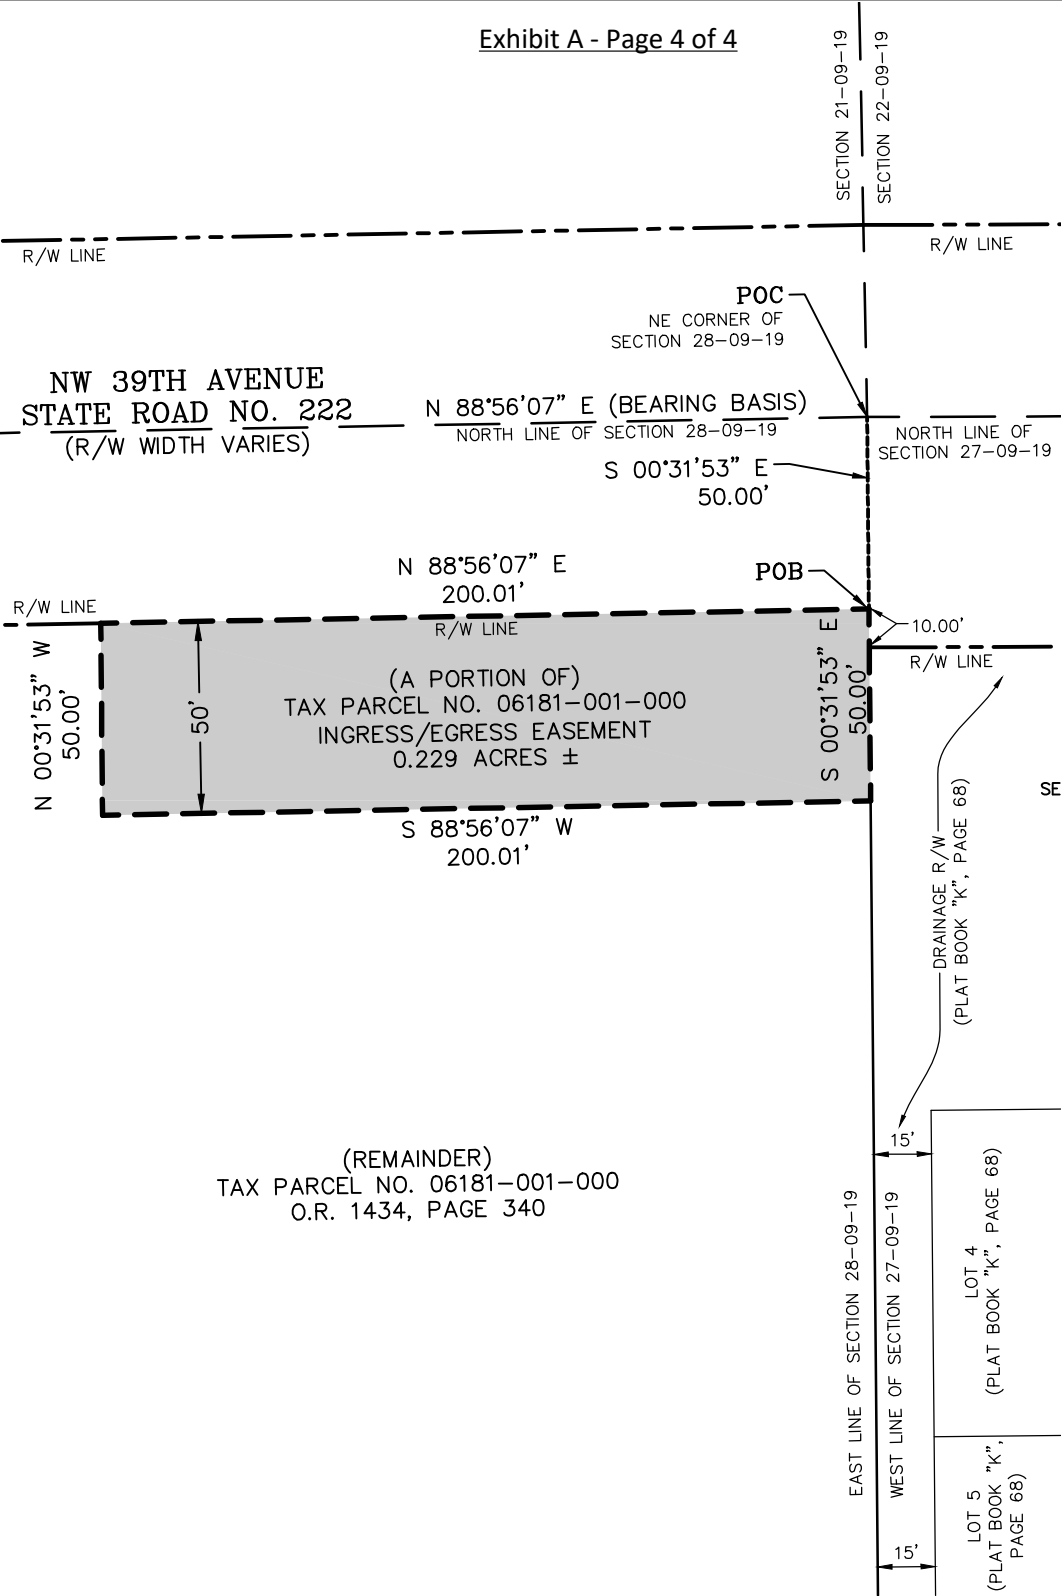 Exhibit A - Page 4 of 4
SECTION 21-09-19
SECTION 22-09-19
R/W LINE
R/W LINE
POC
NE CORNER OF
SECTION 28-09-19
NW 39TH AVENUE
STATE ROAD NO. 222
(R/W WIDTH VARIES)
N 88°56'07" E (BEARING BASIS)
NORTH LINE OF SECTION 28-09-19
NORTH LINE OF
SECTION 27-09-19
S 00°31'53" E
50.00'
N 88°56'07" E
200.01'
POB
R/W LINE
R/W LINE
10.00'
R/W LINE
N 00°31'53" W
50.00'
50'
(A PORTION OF)
TAX PARCEL NO. 06181-001-000
INGRESS/EGRESS EASEMENT
0.229 ACRES ±
S 00°31'53" E
50.00'
SE
S 88°56'07" W
200.01'
DRAINAGE R/W
(PLAT BOOK "K", PAGE 68)
15'
(REMAINDER)
TAX PARCEL NO. 06181-001-000
O.R. 1434, PAGE 340
EAST LINE OF SECTION 28-09-19
WEST LINE OF SECTION 27-09-19
LOT 4
(PLAT BOOK "K", PAGE 68)
LOT 5
(PLAT BOOK "K",
PAGE 68)
15'